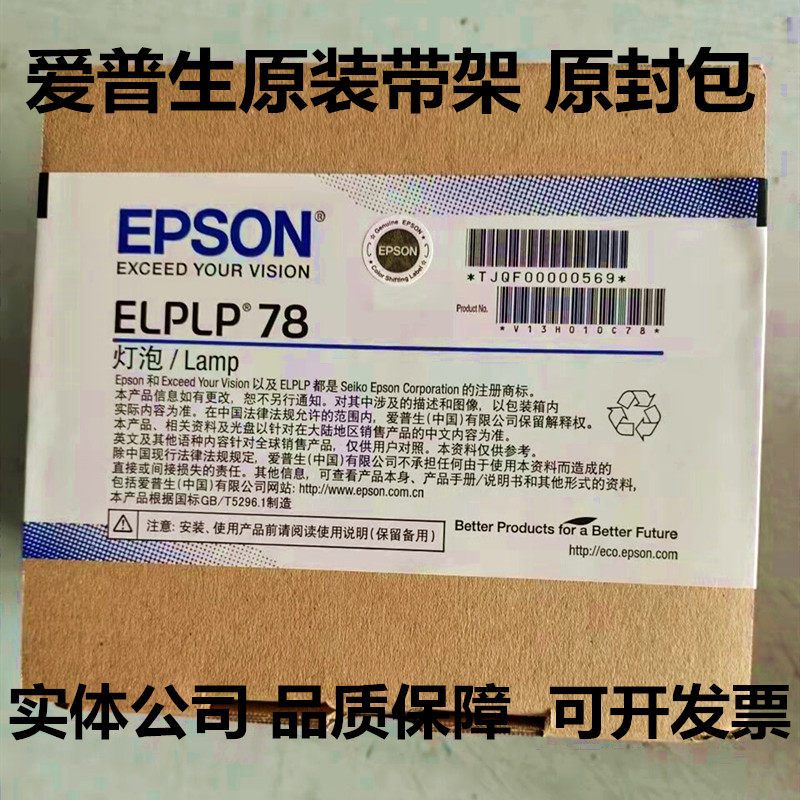 爱普生原装带架 原封包
EPSON®
EXCEED YOUR VISION
☆ Genuine EPSON ☆
EPSON
Color Shifting Label
*TJQF00000569*
ELPLP® 78
Product No.
*V13H010C78*
灯泡 / Lamp
Epson 和 Exceed Your Vision 以及 ELPLP 都是 Seiko Epson Corporation 的注册商标。
本产品信息如有更改，恕不另行通知。对其中涉及的描述和图像，以包装箱内
实际内容为准。在中国法律法规允许的范围内，爱普生(中国)有限公司保留解释权。
本产品、相关资料及光盘以针对在大陆地区销售产品的中文内容为准。
英文及其他语种内容针对全球销售产品，仅供用户对照。本资料仅供参考。
除中国现行法律法规规定，爱普生(中国)有限公司不承担任何由于使用本资料而造成的
直接或间接损失的责任。其他信息，可查看产品本身、产品手册/说明书和其他形式的资料，
包括爱普生(中国)有限公司网站: http://www.epson.com.cn
本产品根据国标GB/T5296.1制造
注意: 安装、使用产品前请阅读使用说明(保留备用)
Better Products for a Better Future
http://eco.epson.com
实体公司 品质保障 可开发票